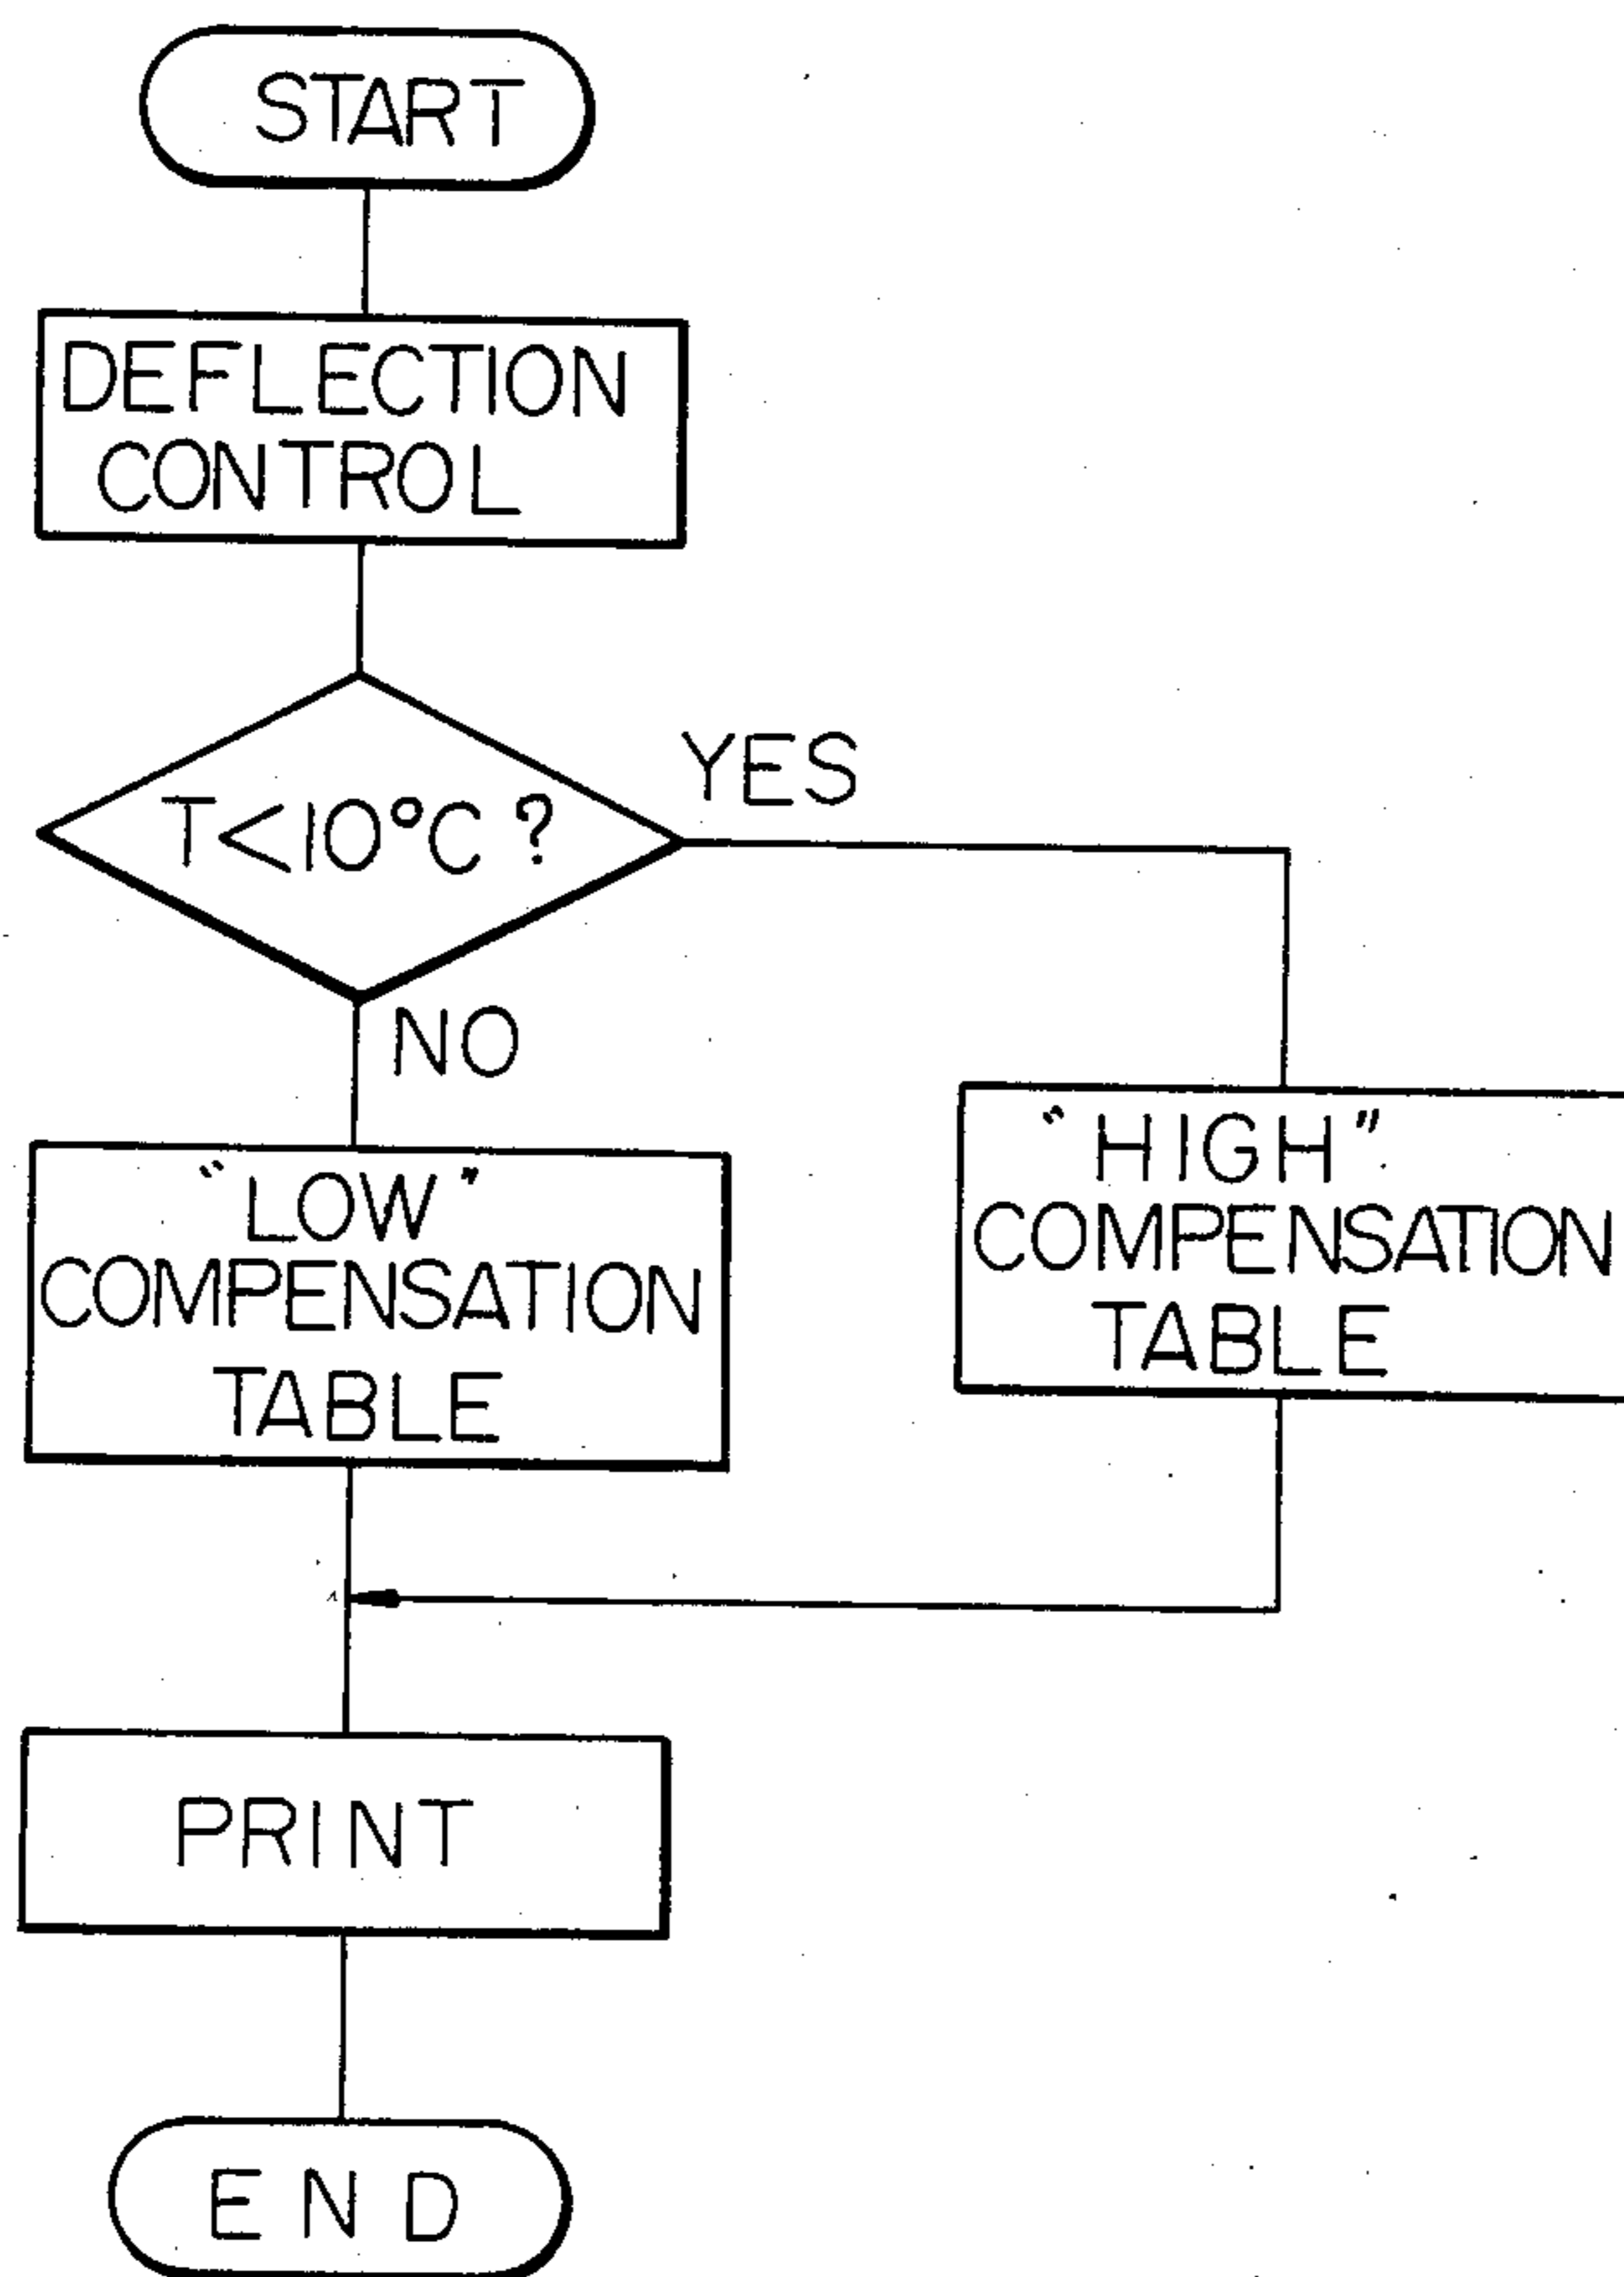 START
DEFLECTION
CONTROL
T<10°C?
YES
NO
"LOW"
COMPENSATION
TABLE
"HIGH"
COMPENSATION
TABLE
PRINT
END